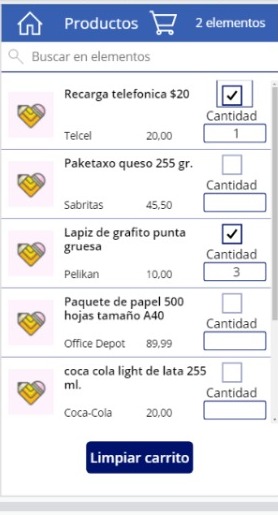 Productos 2 elementos
Buscar en elementos
Recarga telefonica $20
Cantidad
Telcel 20,00 1
Paketaxo queso 255 gr.
Cantidad
Sabritas 45,50
Lapiz de grafito punta
gruesa
Cantidad
Pelikan 10,00 3
Paquete de papel 500
hojas tamaño A40
Cantidad
Office Depot 89,99
coca cola light de lata 255
ml.
Cantidad
Coca-Cola 20,00
Limpiar carrito